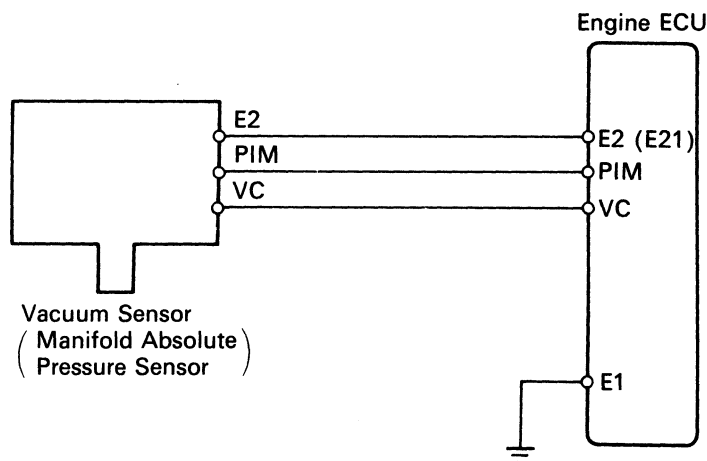 Engine ECU
E2
E2 (E21)
PIM
PIM
VC
VC
Vacuum Sensor
( Manifold Absolute
Pressure Sensor )
E1